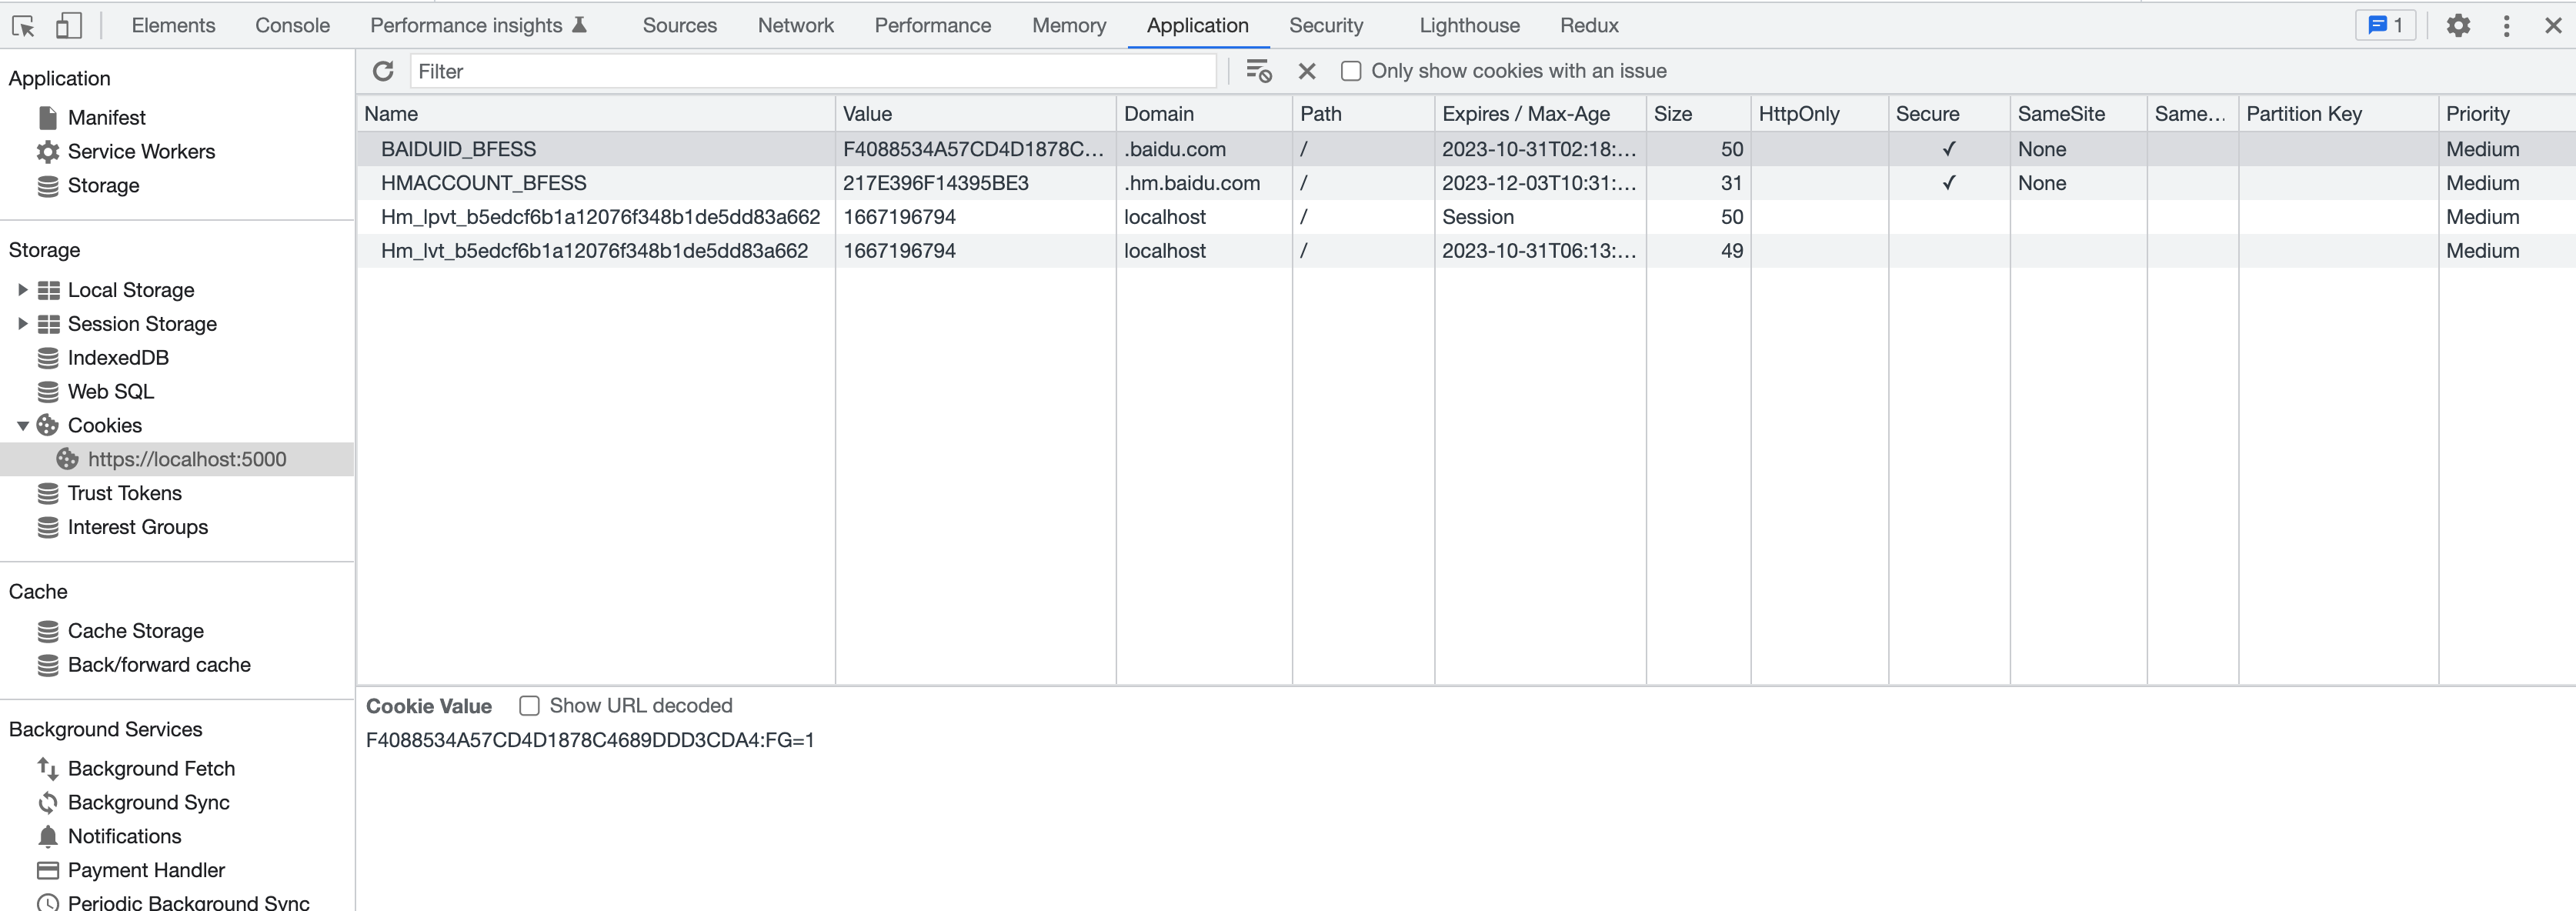 Elements Console Performance insights Sources Network Performance Memory Application Security Lighthouse Redux 1
Application
Manifest
Service Workers
Storage
Storage
Local Storage
Session Storage
IndexedDB
Web SQL
Cookies
https://localhost:5000
Trust Tokens
Interest Groups
Cache
Cache Storage
Back/forward cache
Background Services
Background Fetch
Background Sync
Notifications
Payment Handler
Periodic Background Sync
Filter Only show cookies with an issue
Name Value Domain Path Expires / Max-Age Size HttpOnly Secure SameSite Same... Partition Key Priority
BAIDUID_BFESS F4088534A57CD4D1878C... .baidu.com / 2023-10-31T02:18:... 50 ✓ None Medium
HMACCOUNT_BFESS 217E396F14395BE3 .hm.baidu.com / 2023-12-03T10:31:... 31 ✓ None Medium
Hm_lpvt_b5edcf6b1a12076f348b1de5dd83a662 1667196794 localhost / Session 50 Medium
Hm_lvt_b5edcf6b1a12076f348b1de5dd83a662 1667196794 localhost / 2023-10-31T06:13:... 49 Medium
Cookie Value Show URL decoded
F4088534A57CD4D1878C4689DDD3CDA4:FG=1